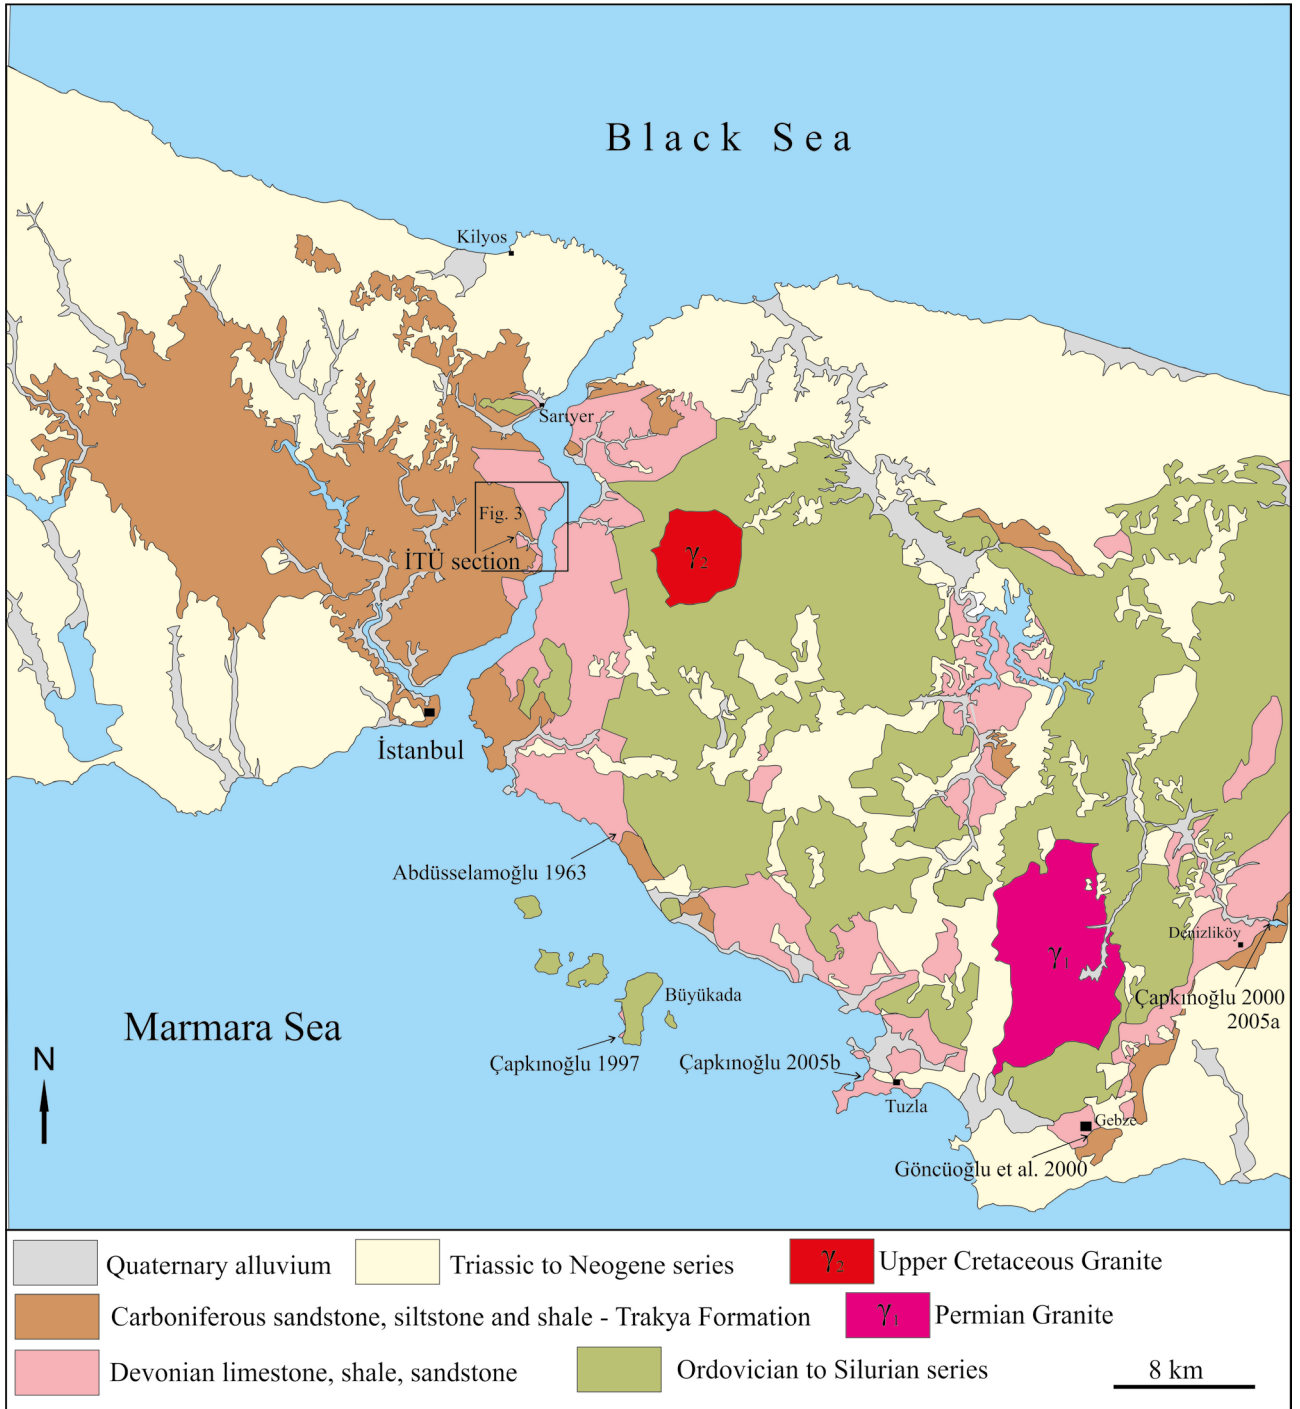 Black Sea
Kilyos
Sarıyer
Fig. 3
İTÜ section
γ2
İstanbul
Abdüsselamoğlu 1963
Denizliköy
γ1
Büyükada
Çapkınoğlu 2000
2005a
Marmara Sea
N
Çapkınoğlu 1997
Çapkınoğlu 2005b
Tuzla
Gebze
Göncüoğlu et al. 2000
Quaternary alluvium
Triassic to Neogene series
γ2 Upper Cretaceous Granite
Carboniferous sandstone, siltstone and shale - Trakya Formation
γ1 Permian Granite
Devonian limestone, shale, sandstone
Ordovician to Silurian series
8 km